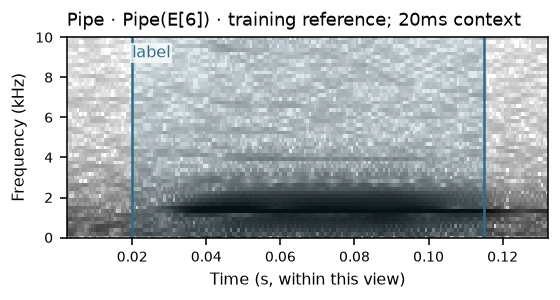 Pipe · Pipe(E[6]) · training reference; 20ms context
label
10
8
6
4
2
0
Frequency (kHz)
0.02 0.04 0.06 0.08 0.10 0.12
Time (s, within this view)